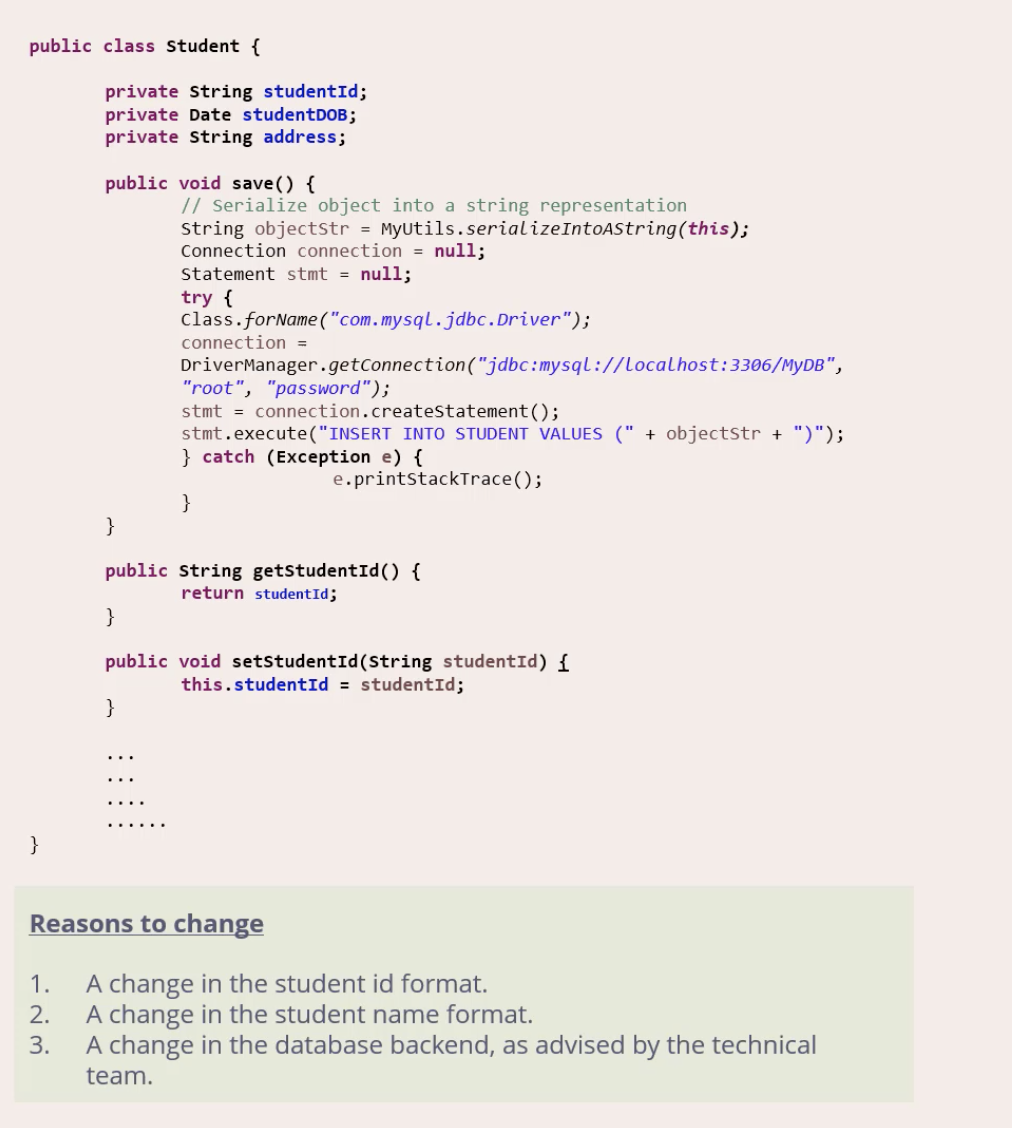 public class Student {
private String studentId;
private Date studentDOB;
private String address;
public void save() {
// Serialize object into a string representation
String objectStr = MyUtils.serializeIntoAString(this);
Connection connection = null;
Statement stmt = null;
try {
Class.forName("com.mysql.jdbc.Driver");
connection =
DriverManager.getConnection("jdbc:mysql://localhost:3306/MyDB",
"root", "password");
stmt = connection.createStatement();
stmt.execute("INSERT INTO STUDENT VALUES (" + objectStr + ")");
} catch (Exception e) {
e.printStackTrace();
}
}
public String getStudentId() {
return studentId;
}
public void setStudentId(String studentId) {
this.studentId = studentId;
}
...
...
....
......
}
Reasons to change
1. A change in the student id format.
2. A change in the student name format.
3. A change in the database backend, as advised by the technical
team.